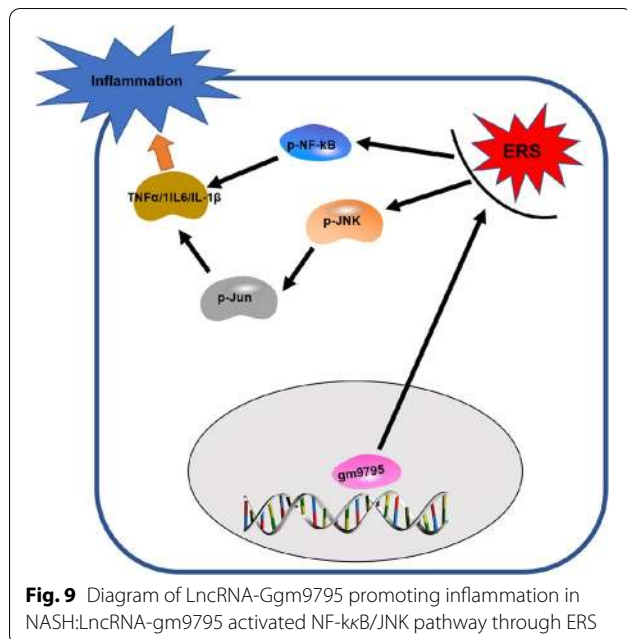 Inflammation
ERS
p-NF-kB
TNFα/1IL6/IL-1β
p-JNK
p-Jun
gm9795
Fig. 9 Diagram of LncRNA-Ggm9795 promoting inflammation in
NASH:LncRNA-gm9795 activated NF-kκB/JNK pathway through ERS